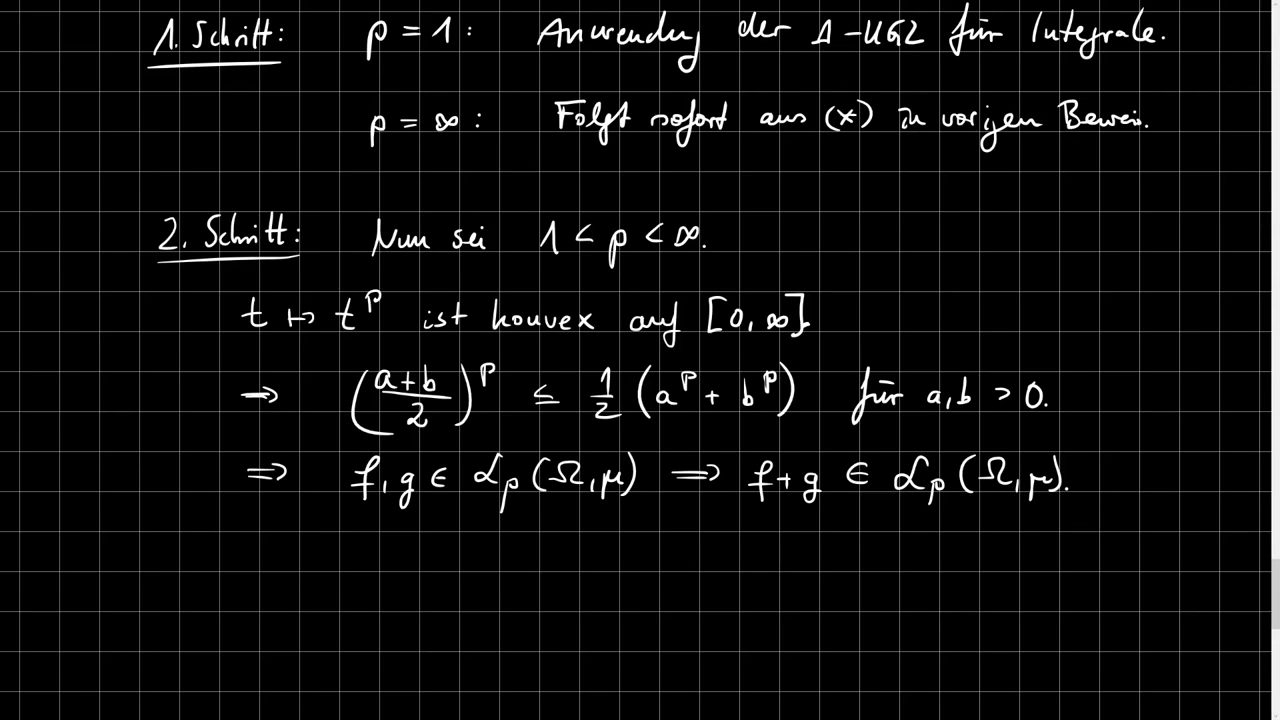 1. Schritt: p = 1: Anwendung der Δ-UGL für Integrale.
p = ∞: Folgt sofort aus (*) in vorigen Beweis.
2. Schritt: Nun sei 1 < p < ∞.
t ↦ t^p ist konvex auf [0, ∞].
⇒ ((a+b)/2)^p ≤ 1/2 (a^p + b^p) für a, b > 0.
⇒ f, g ∈ ℒ_p (Ω, μ) ⇒ f+g ∈ ℒ_p (Ω, μ).